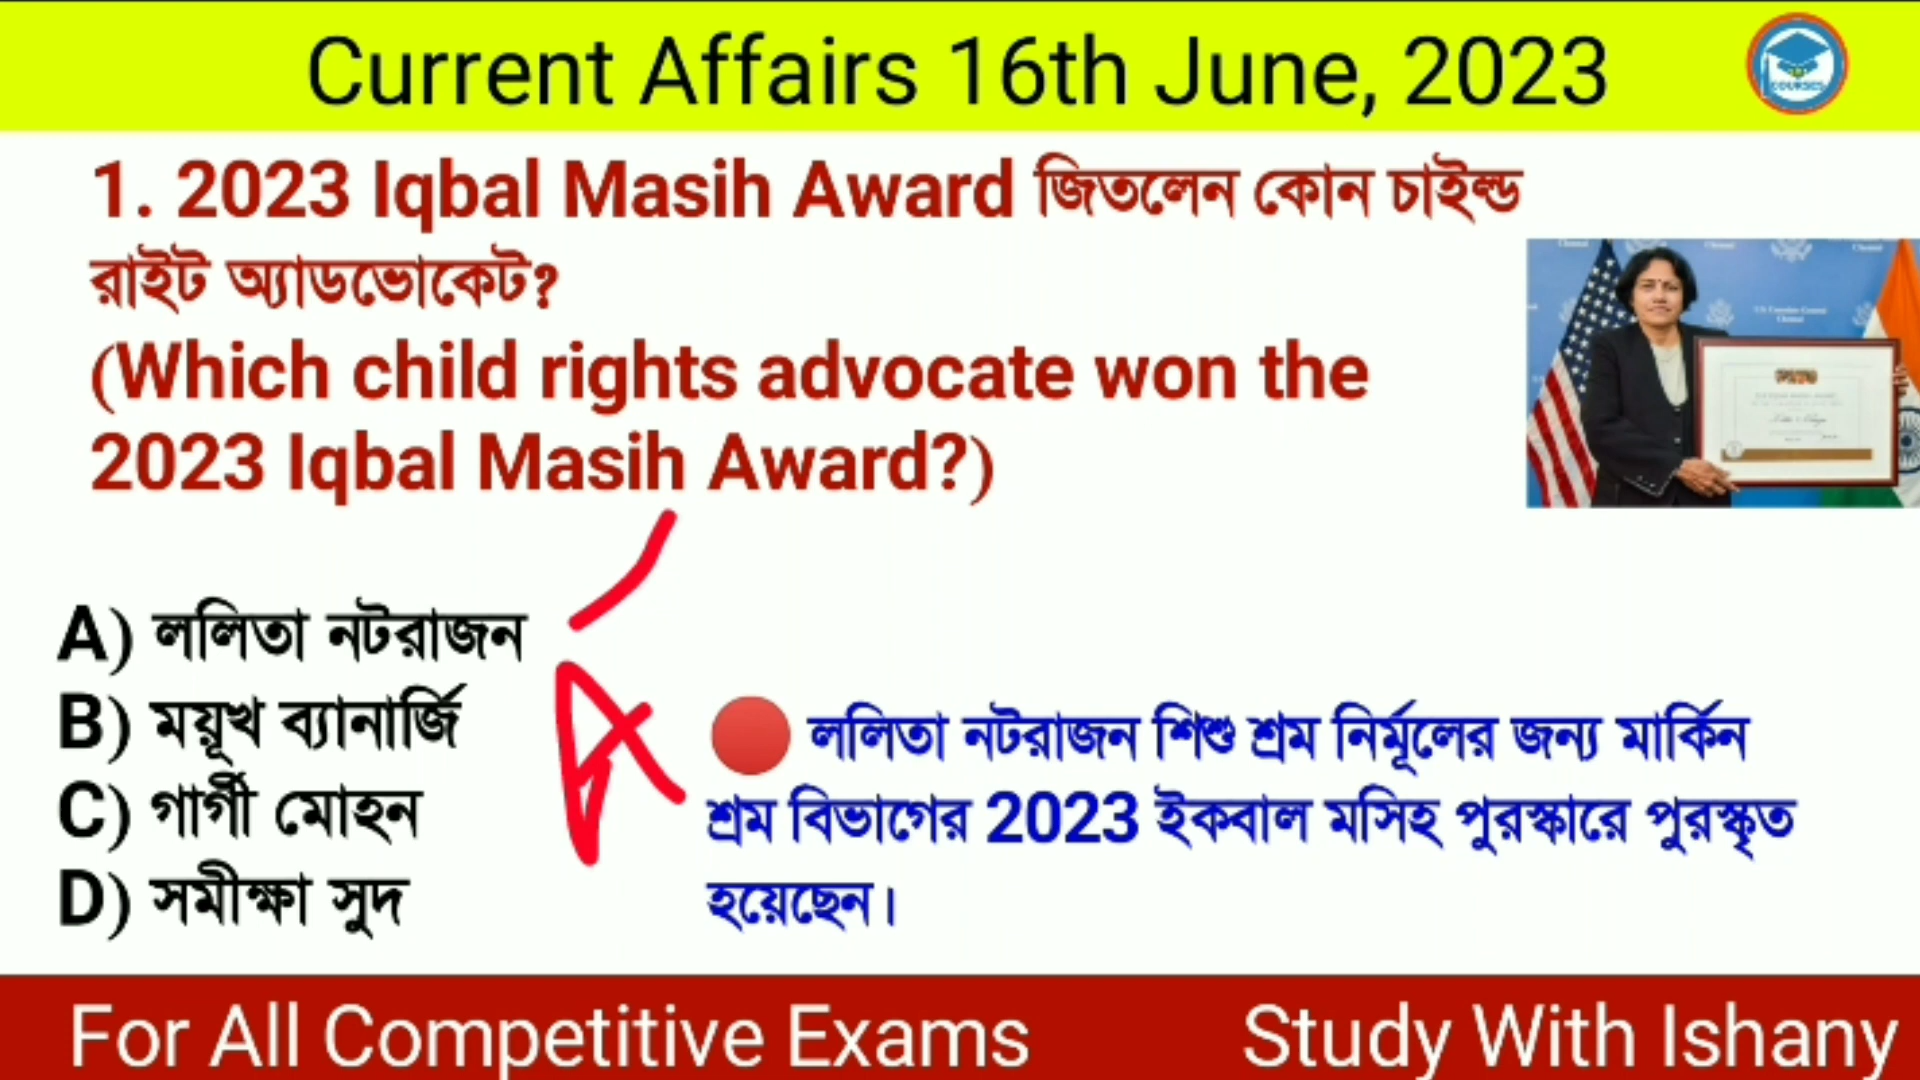 Current Affairs 16th June, 2023
COURSES
1. 2023 Iqbal Masih Award জিতলেন কোন চাইল্ড
রাইট অ্যাডভোকেট?
(Which child rights advocate won the
2023 Iqbal Masih Award?)
A) ললিতা নটরাজন
B) ময়ূখ ব্যানার্জি
C) গার্গী মোহন
D) সমীক্ষা সুদ
ললিতা নটরাজন শিশু শ্রম নির্মূলের জন্য মার্কিন
শ্রম বিভাগের 2023 ইকবাল মসিহ পুরস্কারে পুরস্কৃত
হয়েছেন।
For All Competitive Exams
Study With Ishany